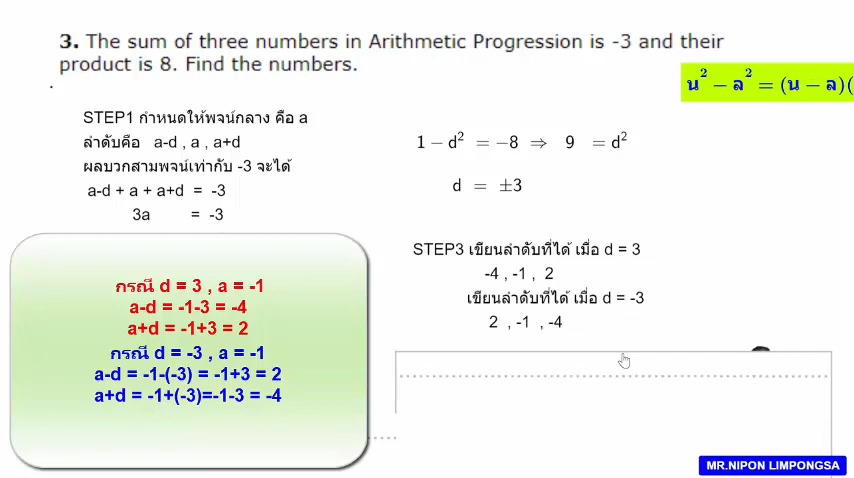 3. The sum of three numbers in Arithmetic Progression is -3 and their
product is 8. Find the numbers.
น² − ล² = (น − ล)(
STEP1 กำหนดให้พจน์กลาง คือ a
ลำดับคือ a-d , a , a+d
ผลบวกสามพจน์เท่ากับ -3 จะได้
a-d + a + a+d = -3
3a = -3
กรณี d = 3 , a = -1
a-d = -1-3 = -4
a+d = -1+3 = 2
กรณี d = -3 , a = -1
a-d = -1-(-3) = -1+3 = 2
a+d = -1+(-3)=-1-3 = -4
1 − d² = −8 ⇒ 9 = d²
d = ±3
STEP3 เขียนลำดับที่ได้ เมื่อ d = 3
-4 , -1 , 2
เขียนลำดับที่ได้ เมื่อ d = -3
2 , -1 , -4
MR.NIPON LIMPONGSA